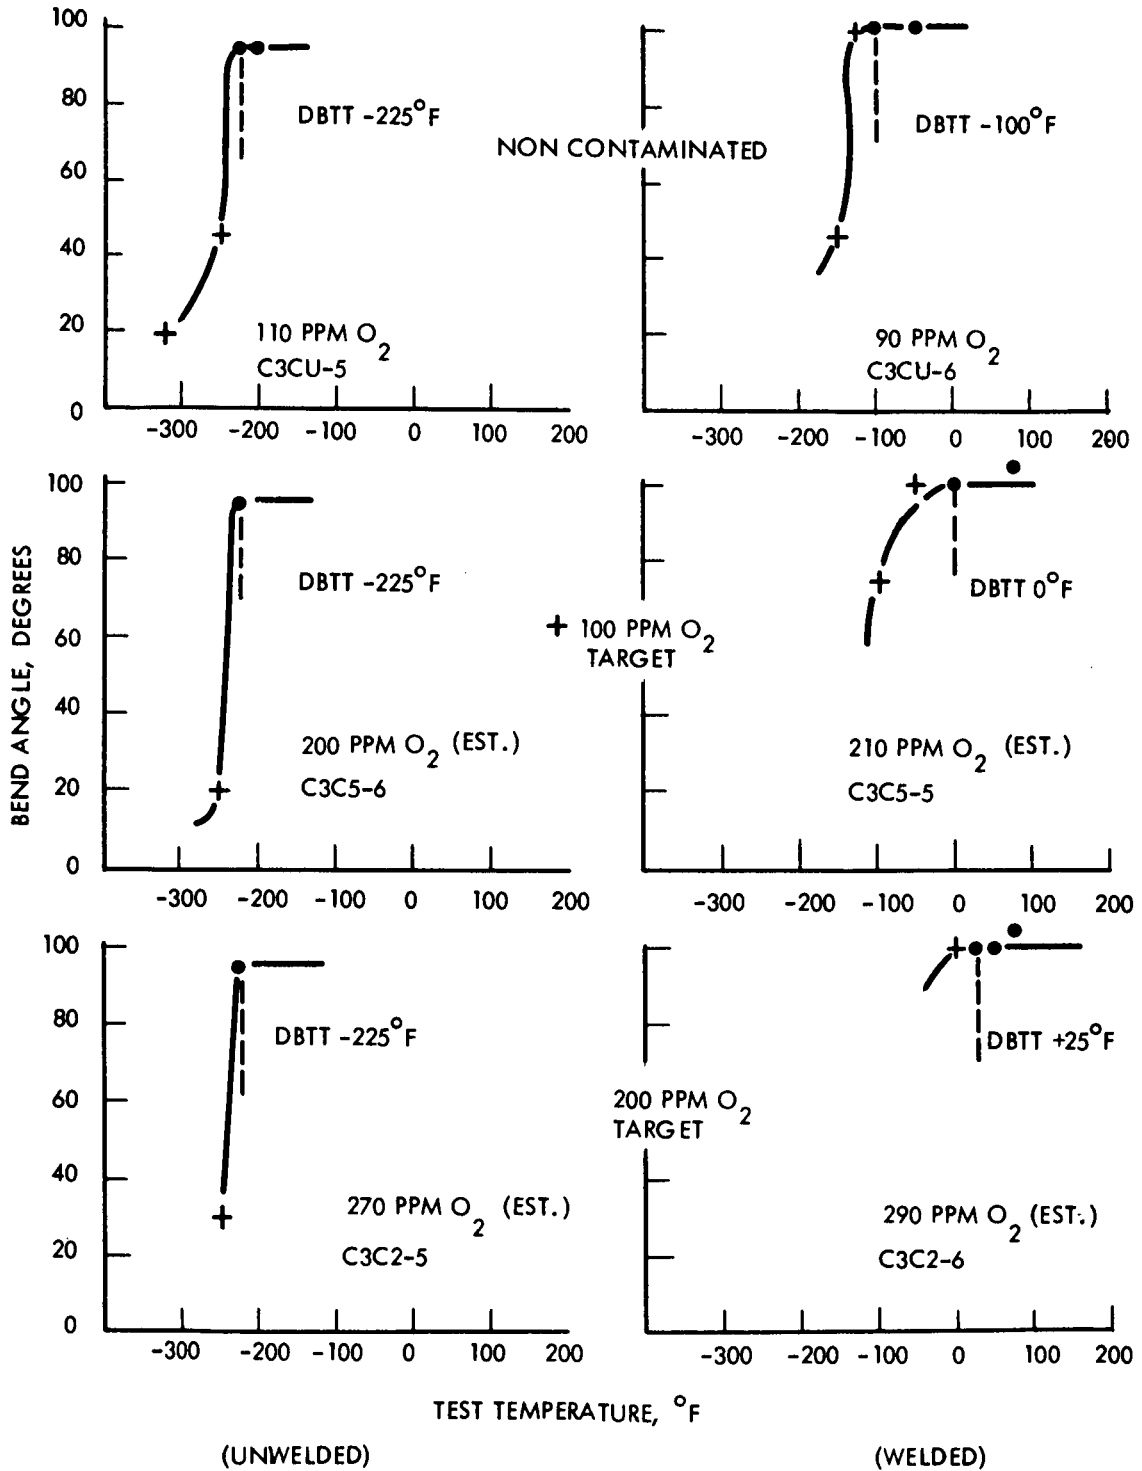 100
80
60
40
20
0
DBTT -225°F
110 PPM O2
C3CU-5
-300 -200 -100 0 100 200
NON CONTAMINATED
DBTT -100°F
90 PPM O2
C3CU-6
-300 -200 -100 0 100 200
BEND ANGLE, DEGREES
100
80
60
40
20
0
DBTT -225°F
200 PPM O2 (EST.)
C3C5-6
-300 -200 -100 0 100 200
100 PPM O2
TARGET
DBTT 0°F
210 PPM O2 (EST.)
C3C5-5
-300 -200 -100 0 100 200
100
80
60
40
20
0
DBTT -225°F
270 PPM O2 (EST.)
C3C2-5
-300 -200 -100 0 100 200
200 PPM O2
TARGET
DBTT +25°F
290 PPM O2 (EST.)
C3C2-6
-300 -200 -100 0 100 200
TEST TEMPERATURE, °F
(UNWELDED)
(WELDED)